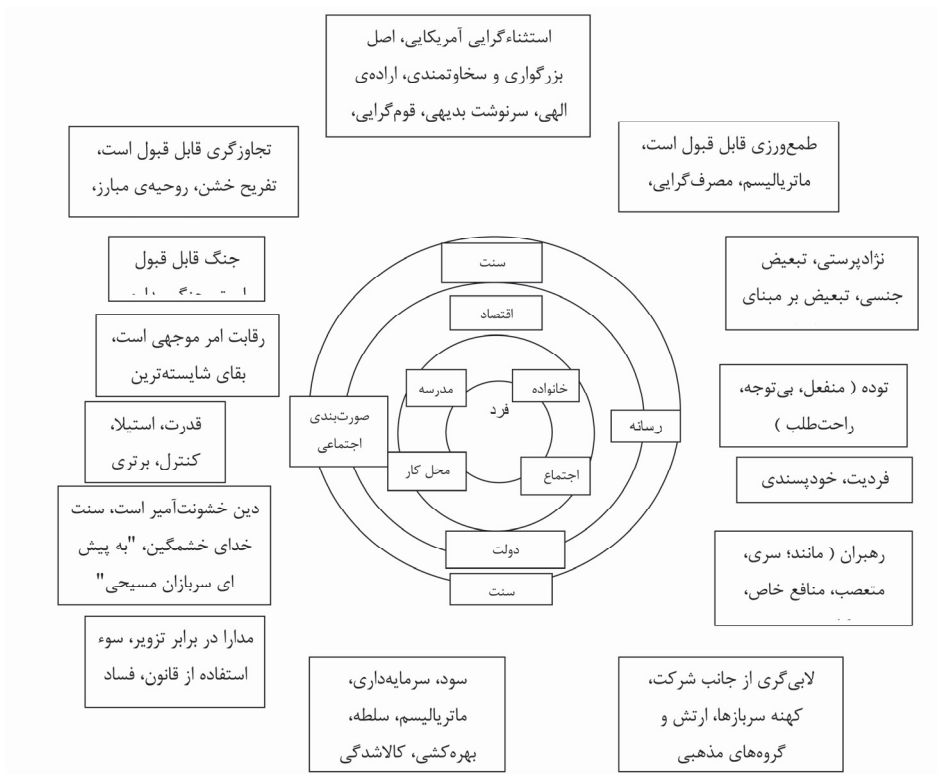 استثناءگرایی آمریکایی، اصل
بزرگواری و سخاوتمندی، اراده‌ی
الهی، سرنوشت بدیهی، قوم‌گرایی،
طمع‌ورزی قابل قبول است،
ماتریالیسم، مصرف‌گرایی،
تجاوزگری قابل قبول است،
تفریح خشن، روحیه‌ی مبارز،
نژادپرستی، تبعیض
جنسی، تبعیض بر مبنای
جنگ قابل قبول
رقابت امر موجهی است،
بقای شایسته‌ترین
توده ( منفعل، بی‌توجه،
راحت‌طلب )
قدرت، استیلا،
کنترل، برتری
فردیت، خودپسندی
دین خشونت‌آمیر است، سنت
خدای خشمگین، "به پیش
ای سربازان مسیحی"
رهبران ( مانند؛ سری،
متعصب، منافع خاص،
مدارا در برابر تزویر، سوء
استفاده از قانون، فساد
سود، سرمایه‌داری،
ماتریالیسم، سلطه،
بهره‌کشی، کالاشدگی
لابی‌گری از جانب شرکت،
کهنه سربازها، ارتش و
گروه‌های مذهبی
سنت
اقتصاد
خانواده
مدرسه
فرد
رسانه
صورت‌بندی
اجتماعی
محل کار
اجتماع
دولت
سنت